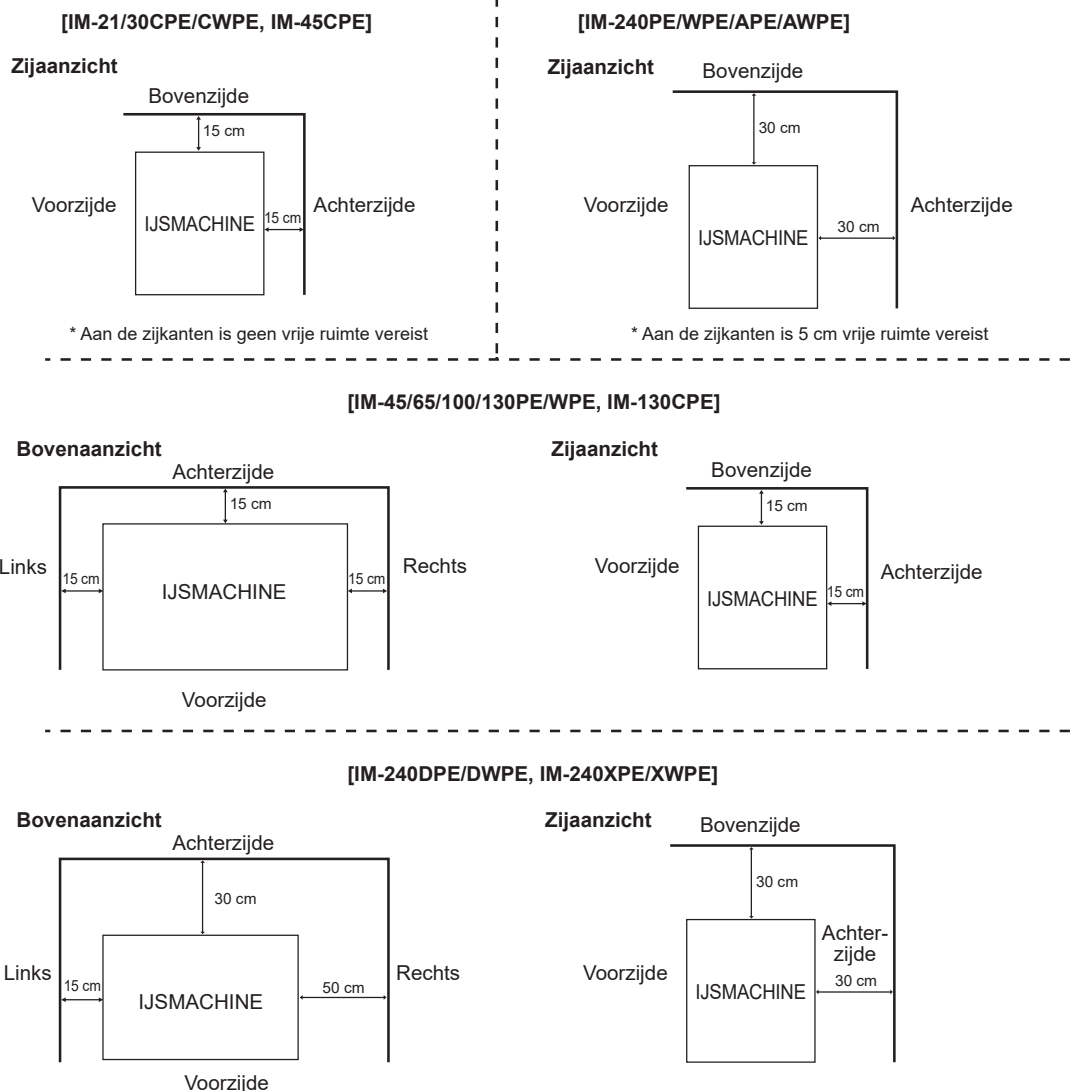 [IM-21/30CPE/CWPE, IM-45CPE]
Zijaanzicht
Bovenzijde
15 cm
Voorzijde
IJSMACHINE
15 cm
Achterzijde
* Aan de zijkanten is geen vrije ruimte vereist
[IM-240PE/WPE/APE/AWPE]
Zijaanzicht
Bovenzijde
30 cm
Voorzijde
IJSMACHINE
30 cm
Achterzijde
* Aan de zijkanten is 5 cm vrije ruimte vereist
[IM-45/65/100/130PE/WPE, IM-130CPE]
Bovenaanzicht
Achterzijde
15 cm
Links
15 cm
IJSMACHINE
15 cm
Rechts
Voorzijde
Zijaanzicht
Bovenzijde
15 cm
Voorzijde
IJSMACHINE
15 cm
Achterzijde
[IM-240DPE/DWPE, IM-240XPE/XWPE]
Bovenaanzicht
Achterzijde
30 cm
Links
15 cm
IJSMACHINE
50 cm
Rechts
Voorzijde
Zijaanzicht
Bovenzijde
30 cm
Voorzijde
IJSMACHINE
Achter-
zijde
30 cm